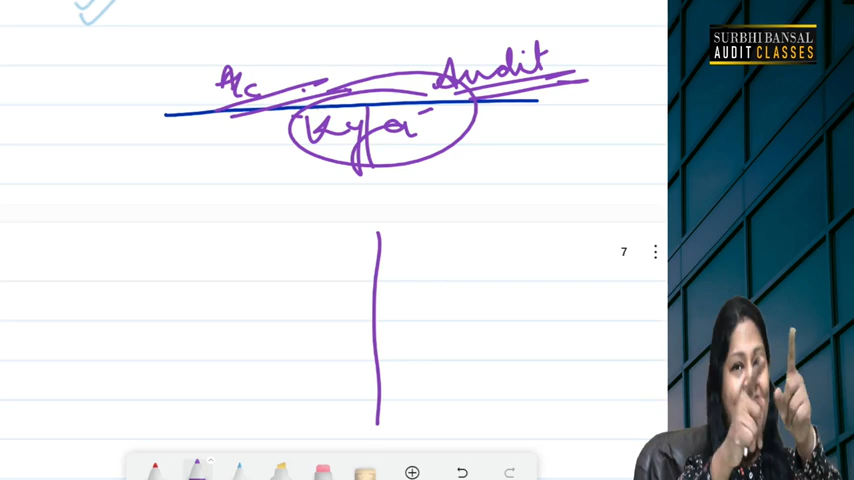 SURBHI BANSAL
AUDIT CLASSES
A/c Audit
Kya
7